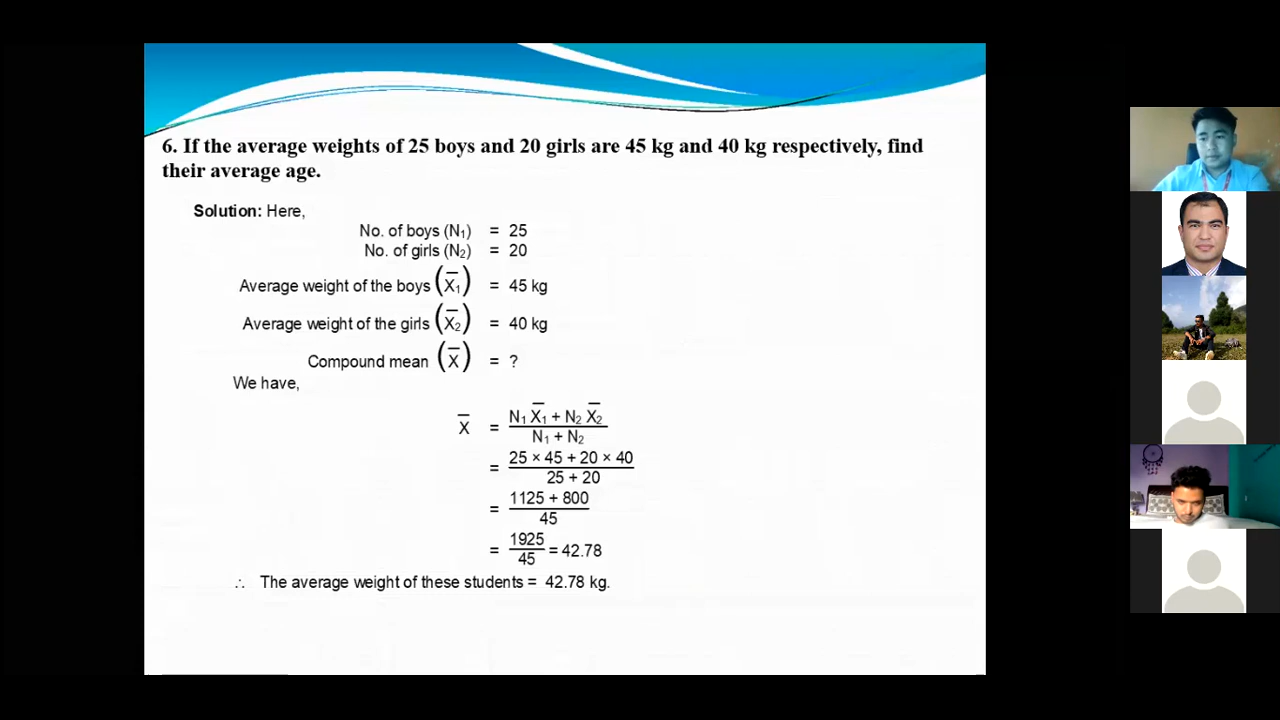 6. If the average weights of 25 boys and 20 girls are 45 kg and 40 kg respectively, find
their average age.
Solution: Here,
No. of boys (N₁) = 25
No. of girls (N₂) = 20
Average weight of the boys (X̅₁) = 45 kg
Average weight of the girls (X̅₂) = 40 kg
Compound mean (X̅) = ?
We have,
X̅ = N₁ X̅₁ + N₂ X̅₂
N₁ + N₂
= 25 × 45 + 20 × 40
25 + 20
= 1125 + 800
45
= 1925
45 = 42.78
∴ The average weight of these students = 42.78 kg.